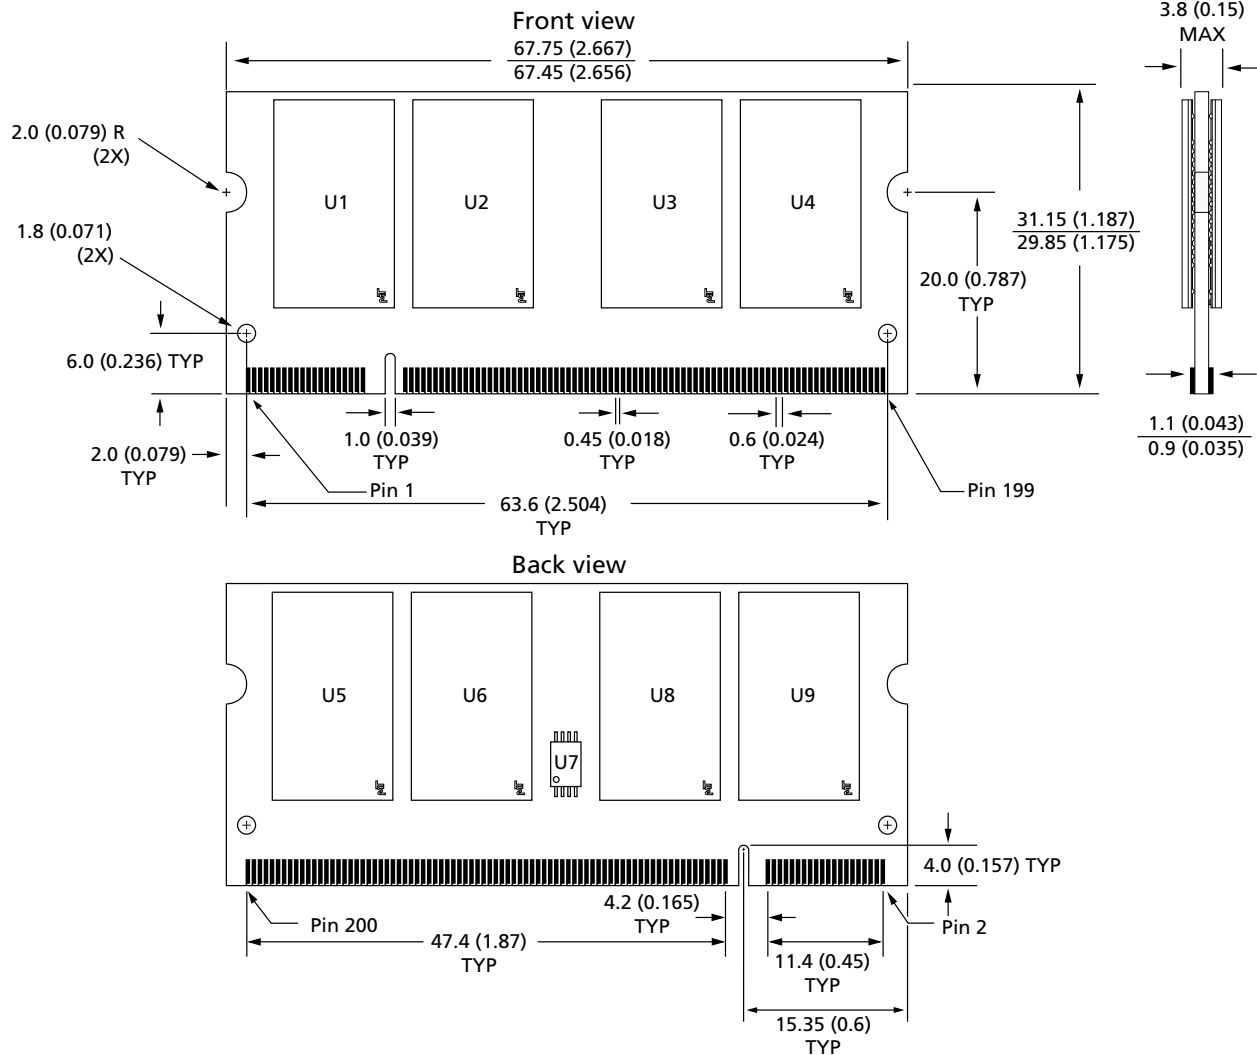 Front view
67.75 (2.667)
67.45 (2.656)
3.8 (0.15)
MAX
2.0 (0.079) R
(2X)
1.8 (0.071)
(2X)
U1
U2
U3
U4
31.15 (1.187)
29.85 (1.175)
20.0 (0.787)
TYP
6.0 (0.236) TYP
2.0 (0.079)
TYP
1.0 (0.039)
TYP
0.45 (0.018)
TYP
0.6 (0.024)
TYP
1.1 (0.043)
0.9 (0.035)
Pin 1
63.6 (2.504)
TYP
Pin 199
Back view
U5
U6
U7
U8
U9
4.0 (0.157) TYP
4.2 (0.165)
TYP
Pin 200
Pin 2
47.4 (1.87)
TYP
11.4 (0.45)
TYP
15.35 (0.6)
TYP